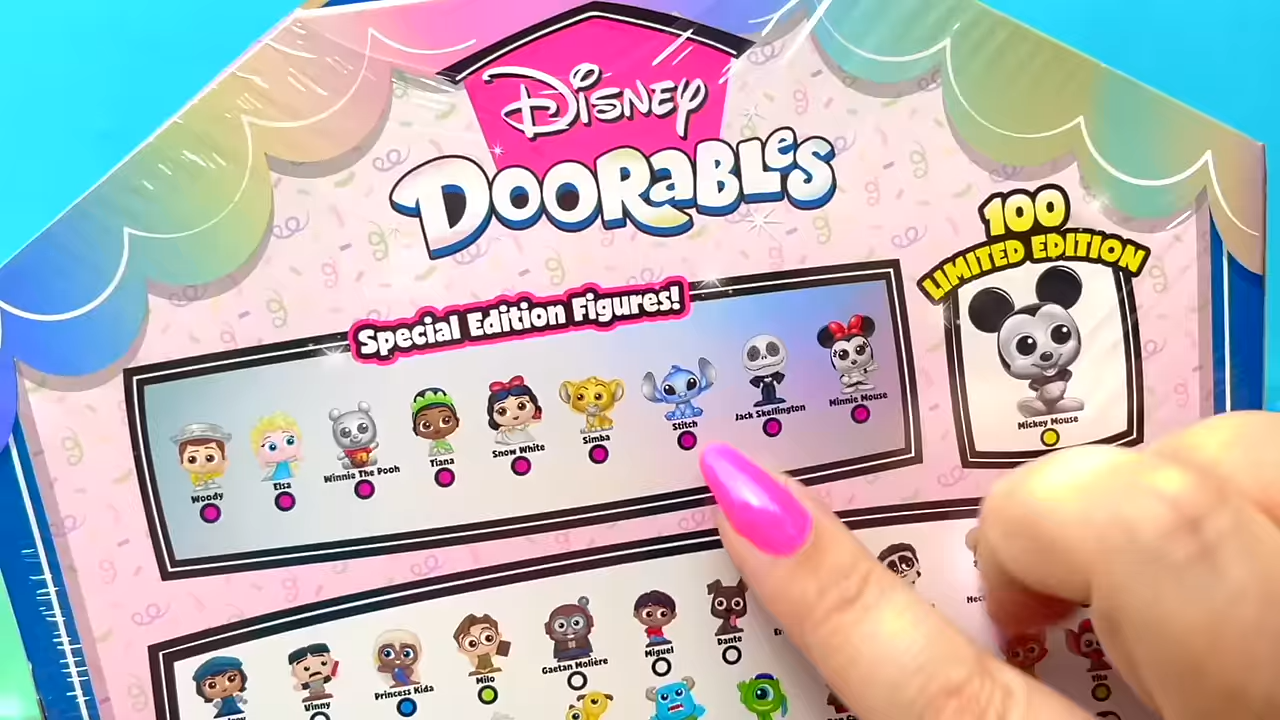 Disney
DOORaBLeS
100
LIMITED EDITION
Special Edition Figures!
Woody
Elsa
Winnie The Pooh
Tiana
Snow White
Simba
Stitch
Jack Skellington
Minnie Mouse
Mickey Mouse
Vinny
Princess Kida
Milo
Gaetan Molière
Miguel
Dante